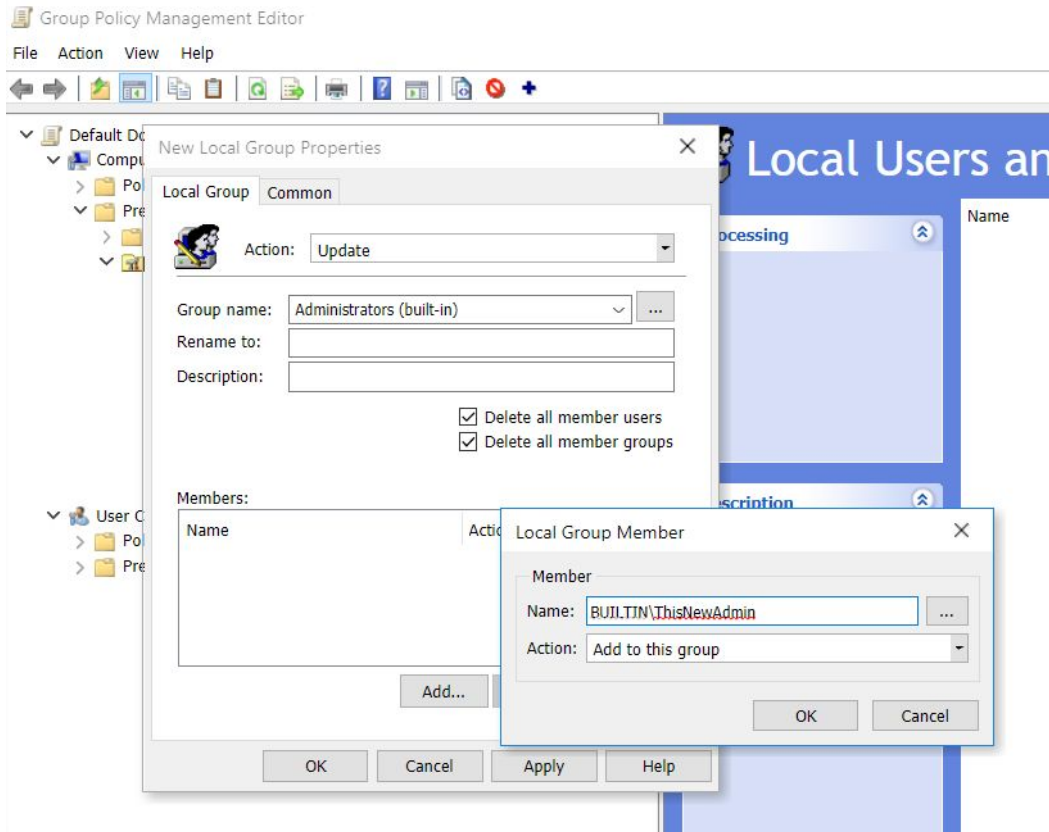 Group Policy Management Editor
File Action View Help
Default Do
Compu
Pol
Pre
User C
Pol
Pre
New Local Group Properties
Local Group Common
Action: Update
Group name: Administrators (built-in) ...
Rename to:
Description:
Delete all member users
Delete all member groups
Members:
Name Actio
Add...
OK Cancel Apply Help
Local Users an
ocessing
Name
scription
Local Group Member
Member
Name: BUILTIN\ThisNewAdmin ...
Action: Add to this group
OK Cancel